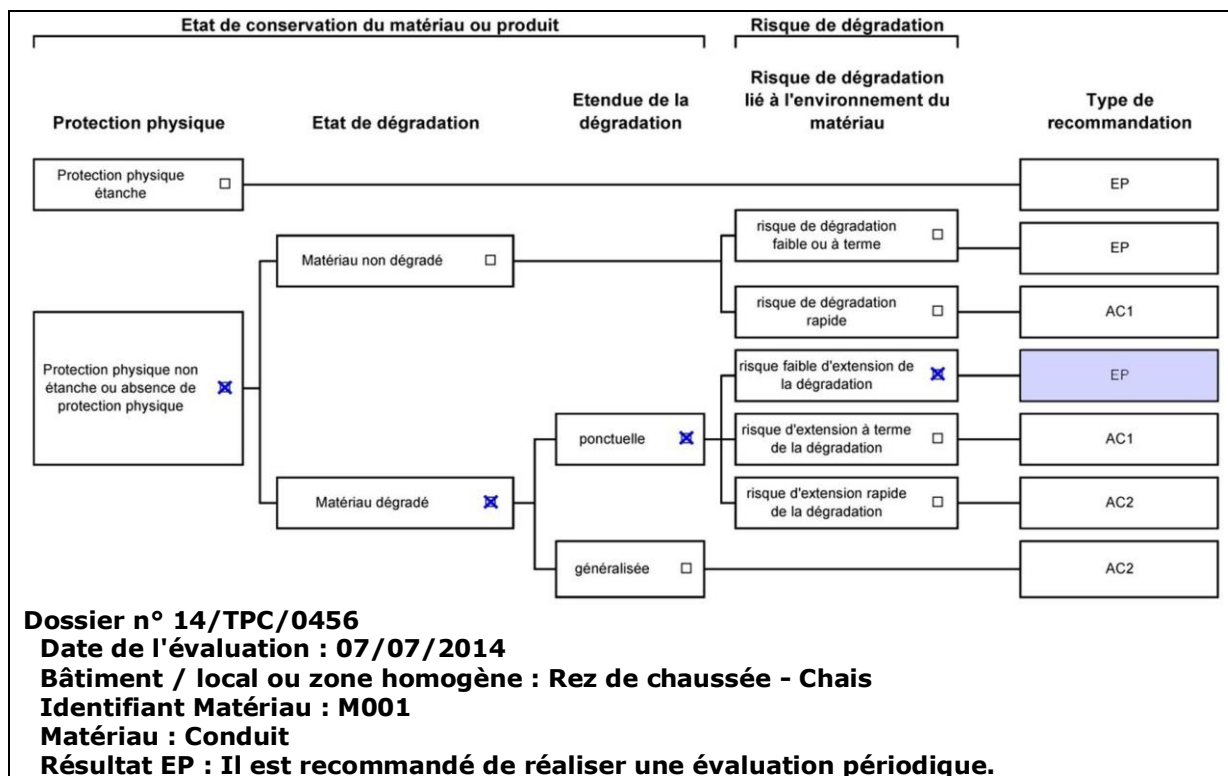 Etat de conservation du matériau ou produit
Risque de dégradation
Protection physique
Etat de dégradation
Etendue de la
dégradation
Risque de dégradation
lié à l'environnement du
matériau
Type de
recommandation
Protection physique
étanche
EP
risque de dégradation
faible ou à terme
EP
Matériau non dégradé
risque de dégradation
rapide
AC1
Protection physique non
étanche ou absence de
protection physique
risque faible d'extension de
la dégradation
EP
ponctuelle
risque d'extension à terme
de la dégradation
AC1
Matériau dégradé
risque d'extension rapide
de la dégradation
AC2
généralisée
AC2
Dossier n° 14/TPC/0456
Date de l'évaluation : 07/07/2014
Bâtiment / local ou zone homogène : Rez de chaussée - Chais
Identifiant Matériau : M001
Matériau : Conduit
Résultat EP : Il est recommandé de réaliser une évaluation périodique.